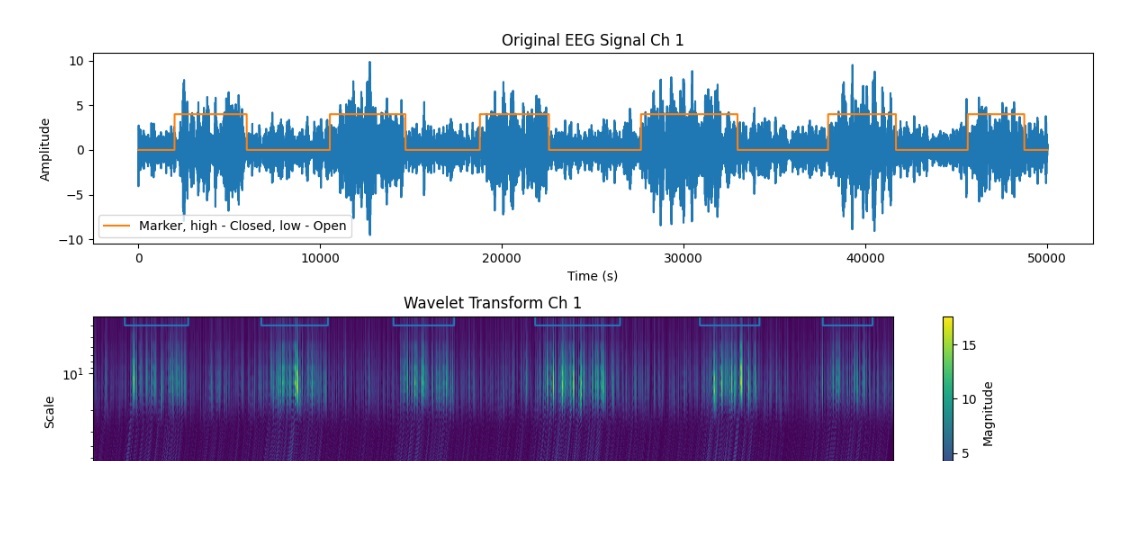 Original EEG Signal Ch 1
10
5
0
−5
−10
Amplitude
Marker, high - Closed, low - Open
0 10000 20000 30000 40000 50000
Time (s)
Wavelet Transform Ch 1
10¹
Scale
15
10
5
Magnitude